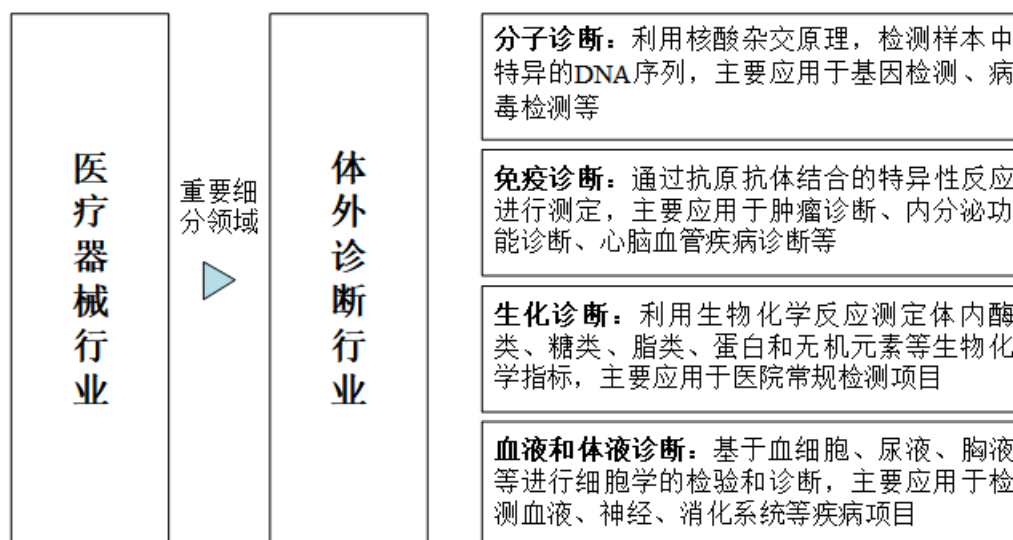 医疗器械行业
重要细
分领域
体外诊断行业
分子诊断：利用核酸杂交原理，检测样本中
特异的DNA序列，主要应用于基因检测、病
毒检测等
免疫诊断：通过抗原抗体结合的特异性反应
进行测定，主要应用于肿瘤诊断、内分泌功
能诊断、心脑血管疾病诊断等
生化诊断：利用生物化学反应测定体内酶
类、糖类、脂类、蛋白和无机元素等生物化
学指标，主要应用于医院常规检测项目
血液和体液诊断：基于血细胞、尿液、胸液
等进行细胞学的检验和诊断，主要应用于检
测血液、神经、消化系统等疾病项目